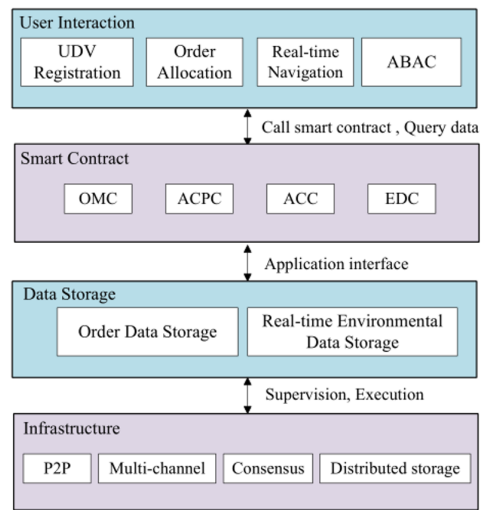 User Interaction
UDV
Registration
Order
Allocation
Real-time
Navigation
ABAC
Call smart contract , Query data
Smart Contract
OMC
ACPC
ACC
EDC
Application interface
Data Storage
Order Data Storage
Real-time Environmental
Data Storage
Supervision, Execution
Infrastructure
P2P
Multi-channel
Consensus
Distributed storage